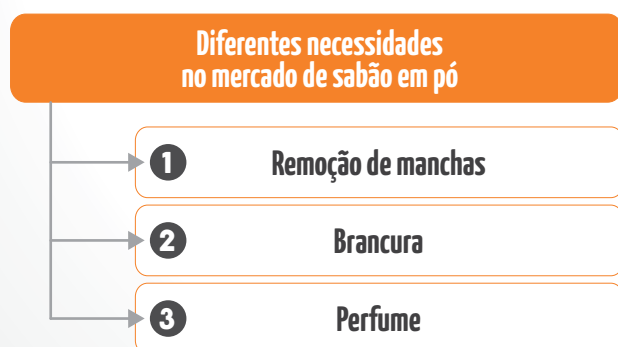 Diferentes necessidades
no mercado de sabão em pó
1 Remoção de manchas
2 Brancura
3 Perfume